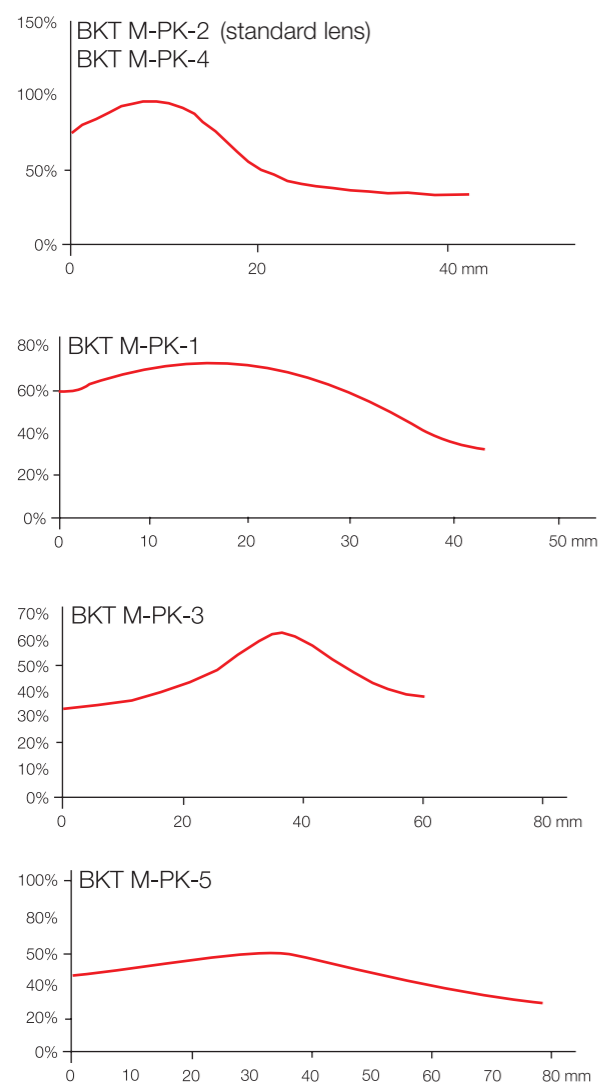 150%
BKT M-PK-2 (standard lens)
BKT M-PK-4
100%
50%
0%
0 20 40 mm
80%
BKT M-PK-1
60%
40%
20%
0%
0 10 20 30 40 50 mm
70%
BKT M-PK-3
60%
50%
40%
30%
20%
10%
0%
0 20 40 60 80 mm
100%
BKT M-PK-5
80%
50%
40%
20%
0%
0 10 20 30 40 50 60 70 80 mm